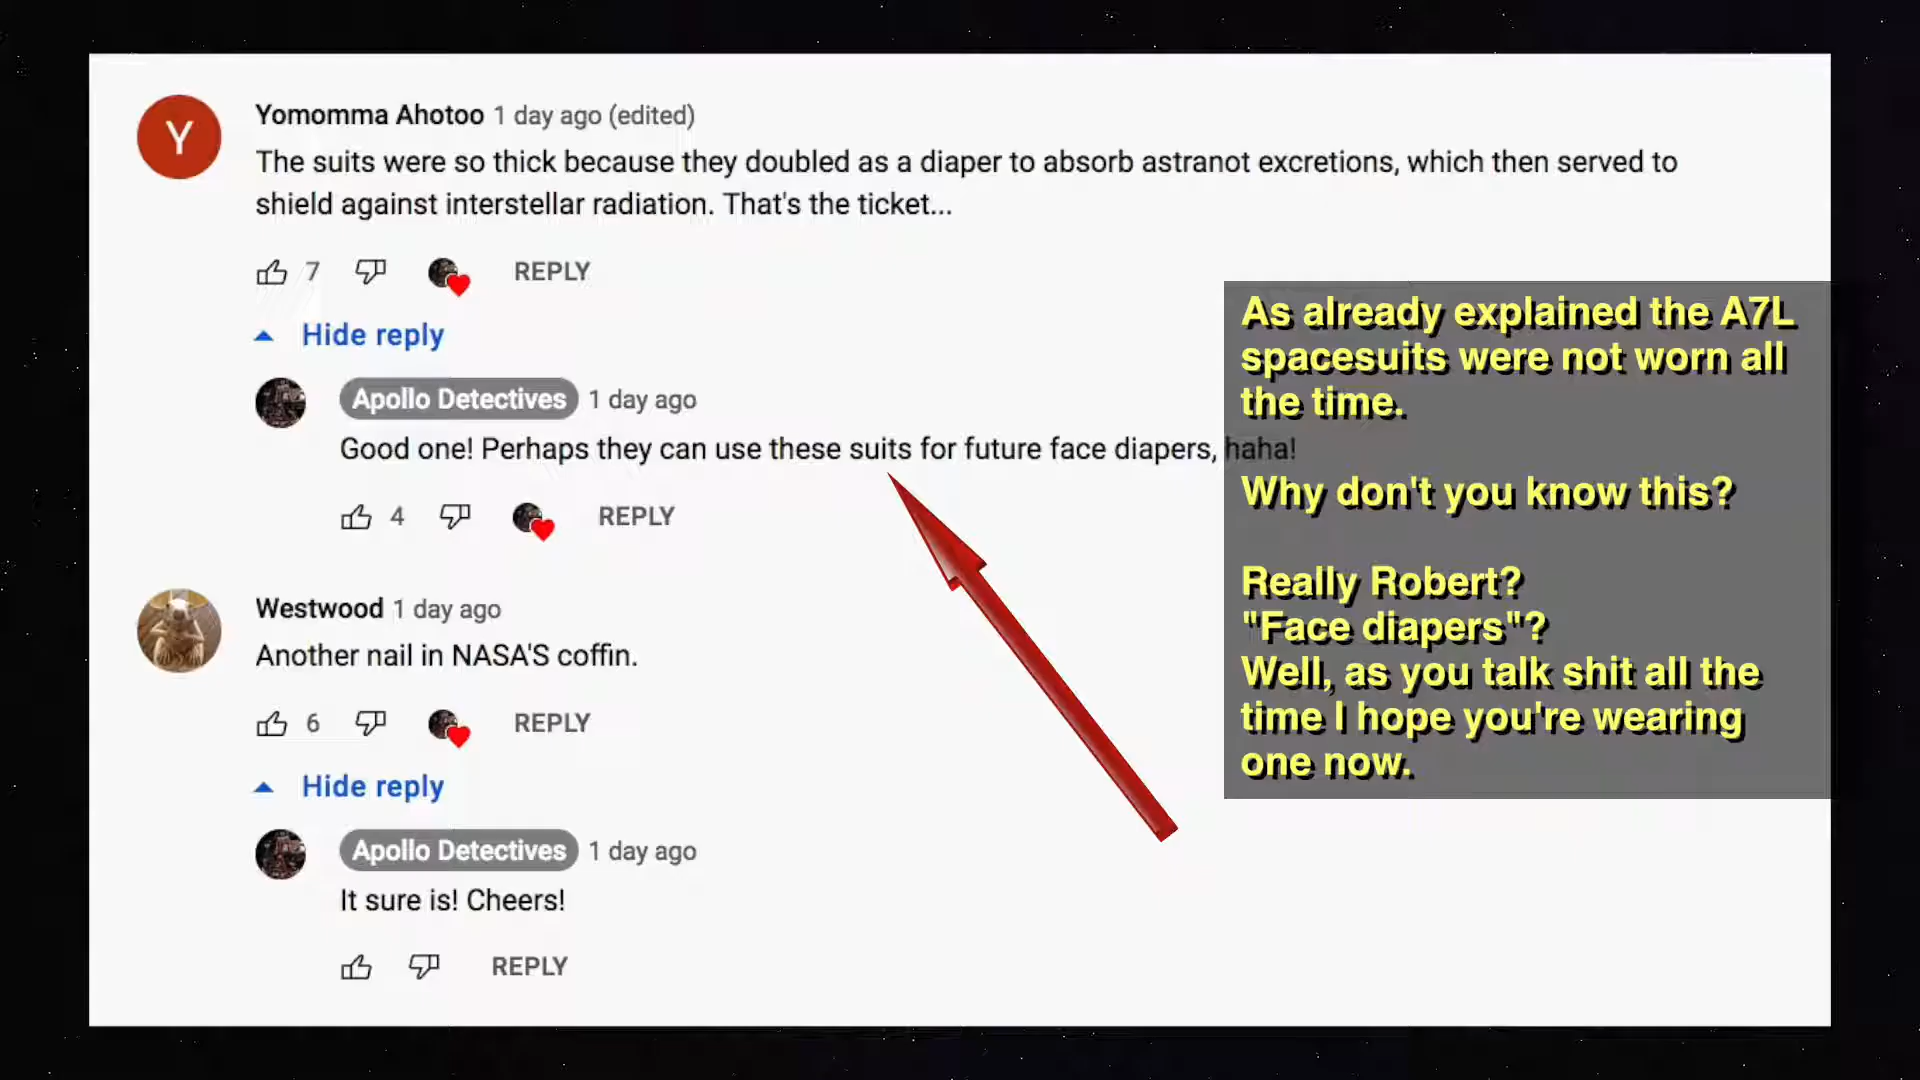 Y
Yomomma Ahotoo 1 day ago (edited)
The suits were so thick because they doubled as a diaper to absorb astranot excretions, which then served to
shield against interstellar radiation. That's the ticket...
7 REPLY
Hide reply
Apollo Detectives 1 day ago
Good one! Perhaps they can use these suits for future face diapers, haha!
4 REPLY
Westwood 1 day ago
Another nail in NASA'S coffin.
6 REPLY
Hide reply
Apollo Detectives 1 day ago
It sure is! Cheers!
REPLY
As already explained the A7L
spacesuits were not worn all
the time.
Why don't you know this?
Really Robert?
"Face diapers"?
Well, as you talk shit all the
time I hope you're wearing
one now.